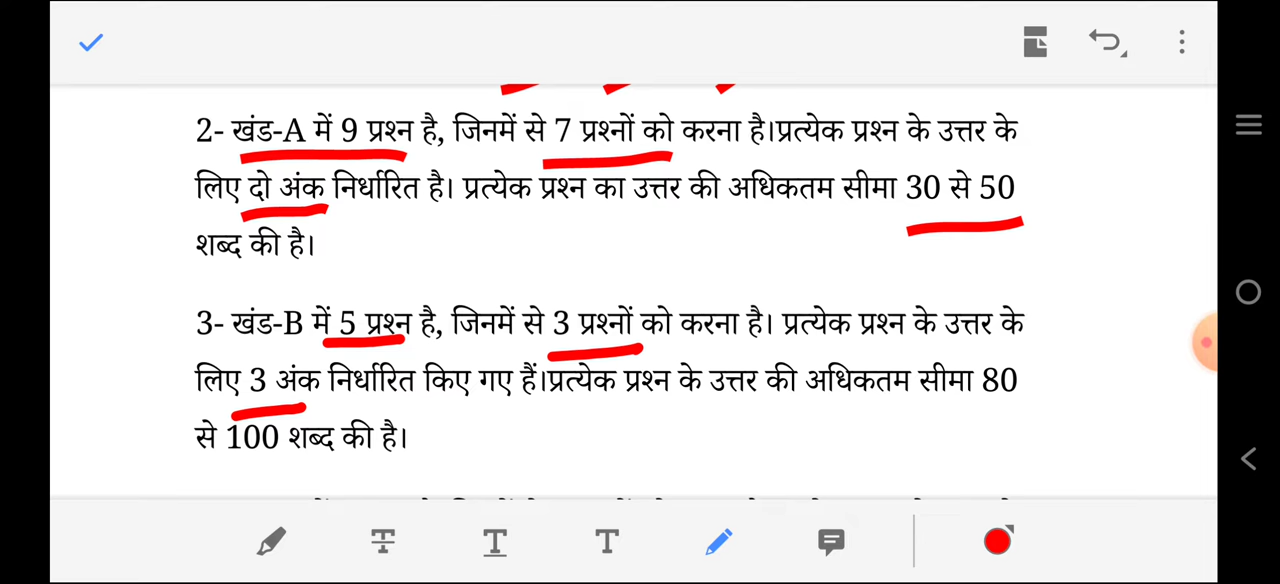 2- खंड-A में 9 प्रश्न है, जिनमें से 7 प्रश्नों को करना है।प्रत्येक प्रश्न के उत्तर के
लिए दो अंक निर्धारित है। प्रत्येक प्रश्न का उत्तर की अधिकतम सीमा 30 से 50
शब्द की है।
3- खंड-B में 5 प्रश्न है, जिनमें से 3 प्रश्नों को करना है। प्रत्येक प्रश्न के उत्तर के
लिए 3 अंक निर्धारित किए गए हैं।प्रत्येक प्रश्न के उत्तर की अधिकतम सीमा 80
से 100 शब्द की है।